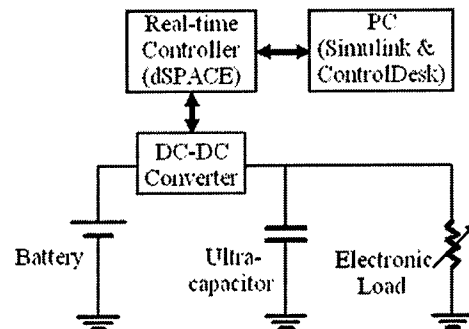 Real-time
Controller
(dSPACE)
PC
(Simulink &
ControlDesk)
DC-DC
Converter
Battery
Ultra-
capacitor
Electronic
Load